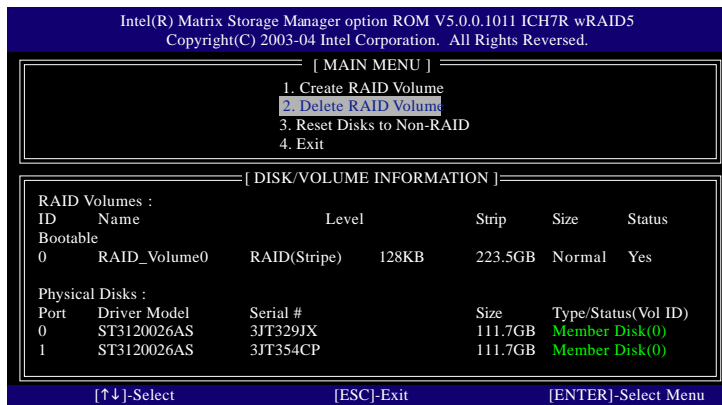 Intel(R) Matrix Storage Manager option ROM V5.0.0.1011 ICH7R wRAID5
Copyright(C) 2003-04 Intel Corporation. All Rights Reversed.
[ MAIN MENU ]
1. Create RAID Volume
2. Delete RAID Volume
3. Reset Disks to Non-RAID
4. Exit
[ DISK/VOLUME INFORMATION ]
RAID Volumes :
ID Name Level Strip Size Status
Bootable
0 RAID_Volume0 RAID(Stripe) 128KB 223.5GB Normal Yes
Physical Disks :
Port Driver Model Serial # Size Type/Status(Vol ID)
0 ST3120026AS 3JT329JX 111.7GB Member Disk(0)
1 ST3120026AS 3JT354CP 111.7GB Member Disk(0)
[↑↓]-Select [ESC]-Exit [ENTER]-Select Menu